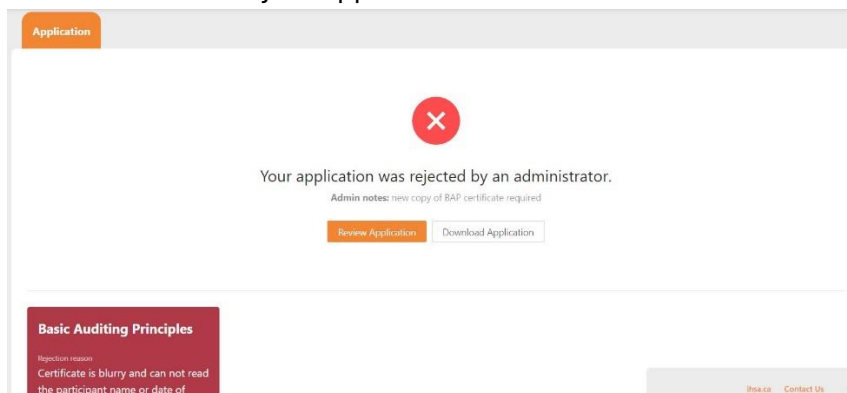 Application
Your application was rejected by an administrator.
Admin notes: new copy of BAP certificate required
Review Application Download Application
Basic Auditing Principles
Rejection reason
Certificate is blurry and can not read
the participant name or date of
ihsa.ca Contact Us